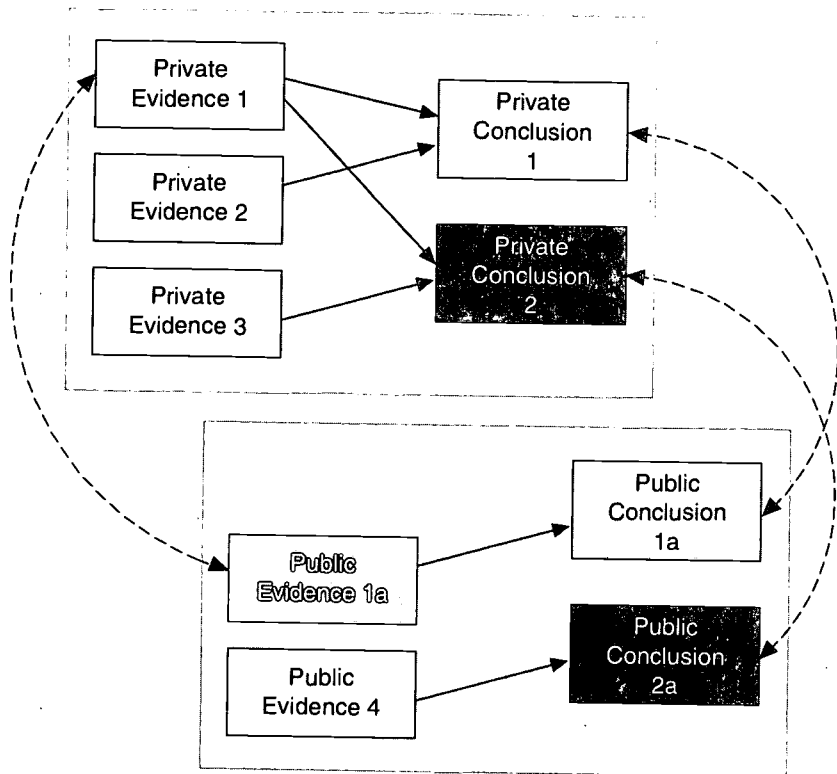 Private
Evidence 1
Private
Evidence 2
Private
Evidence 3
Private
Conclusion
1
Private
Conclusion
2
Public
Evidence 1a
Public
Evidence 4
Public
Conclusion
1a
Public
Conclusion
2a